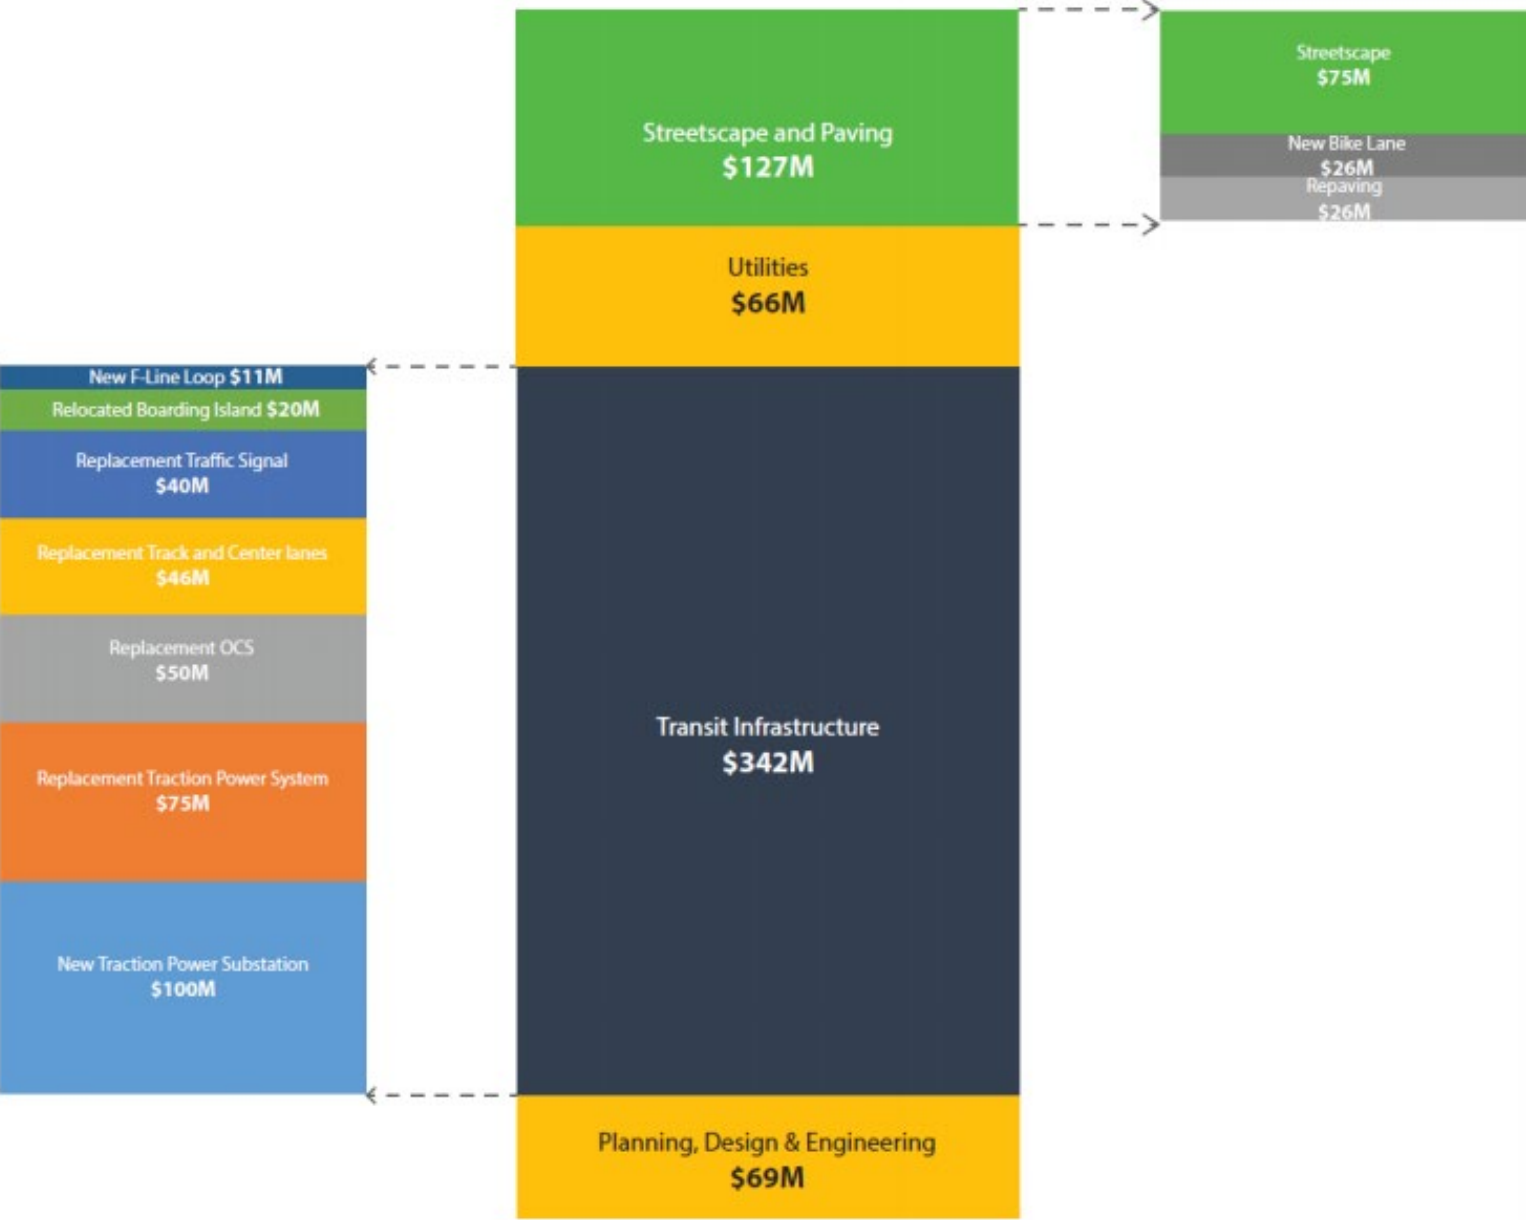 Streetscape and Paving
$127M
Utilities
$66M
Transit Infrastructure
$342M
Planning, Design & Engineering
$69M
Streetscape
$75M
New Bike Lane
$26M
Repaving
$26M
New F-Line Loop $11M
Relocated Boarding Island $20M
Replacement Traffic Signal
$40M
Replacement Track and Center lanes
$46M
Replacement OCS
$50M
Replacement Traction Power System
$75M
New Traction Power Substation
$100M